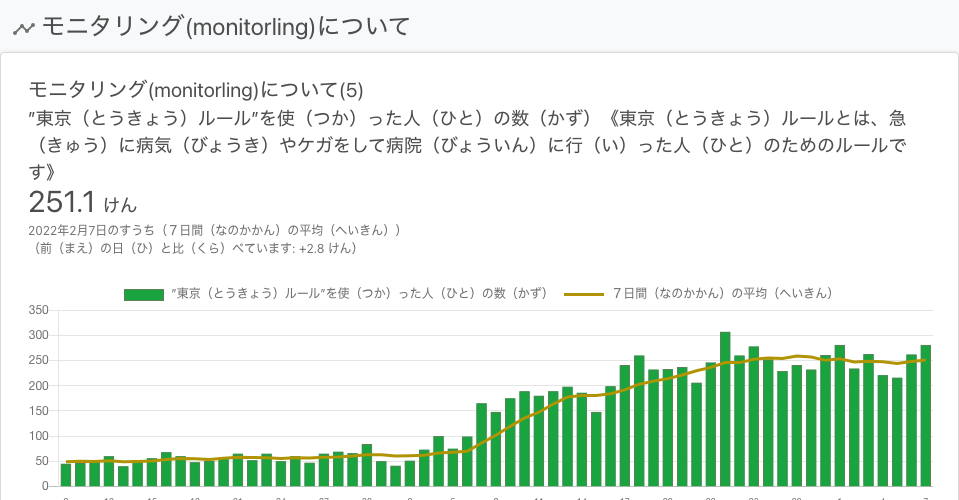 モニタリング(monitorling)について
モニタリング(monitorling)について(5)
”東京（とうきょう）ルール”を使（つか）った人（ひと）の数（かず）《東京（とうきょう）ルールとは、急
（きゅう）に病気（びょうき）やケガをして病院（びょういん）に行（い）った人（ひと）のためのルールで
す》
251.1 けん
2022年2月7日のすうち（７日間（なのかかん）の平均（へいきん））
（前（まえ）の日（ひ）と比（くら）べています: +2.8 けん）
”東京（とうきょう）ルール”を使（つか）った人（ひと）の数（かず） ７日間（なのかかん）の平均（へいきん）
350
300
250
200
150
100
50
0